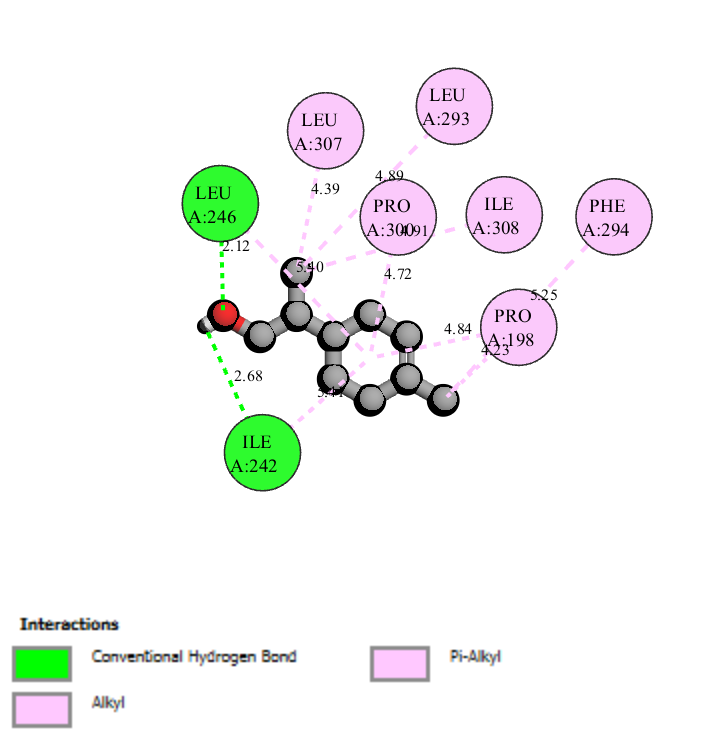 LEU
A:293
LEU
A:307
LEU
A:246
PRO
A:300
ILE
A:308
PHE
A:294
PRO
A:198
ILE
A:242
4.89
4.39
4.91
2.12
5.40
4.72
5.25
4.84
4.23
2.68
5.41
Interactions
Conventional Hydrogen Bond
Alkyl
Pi-Alkyl